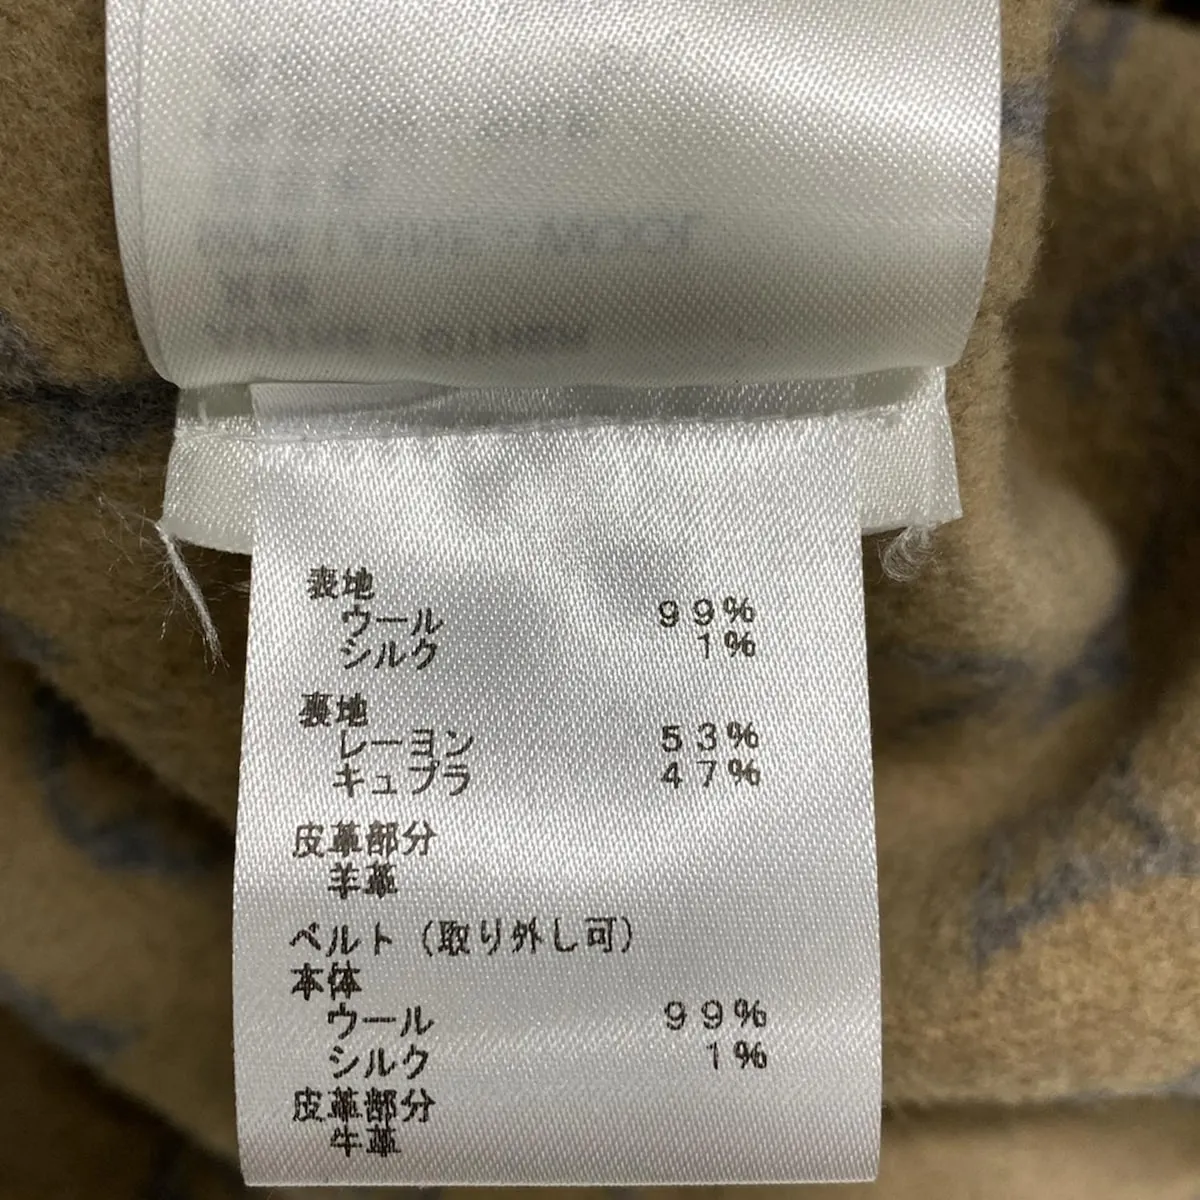 表地
ウール 99%
シルク 1%
裏地
レーヨン 53%
キュプラ 47%
皮革部分
羊革
ベルト（取り外し可）
本体
ウール 99%
シルク 1%
皮革部分
牛革